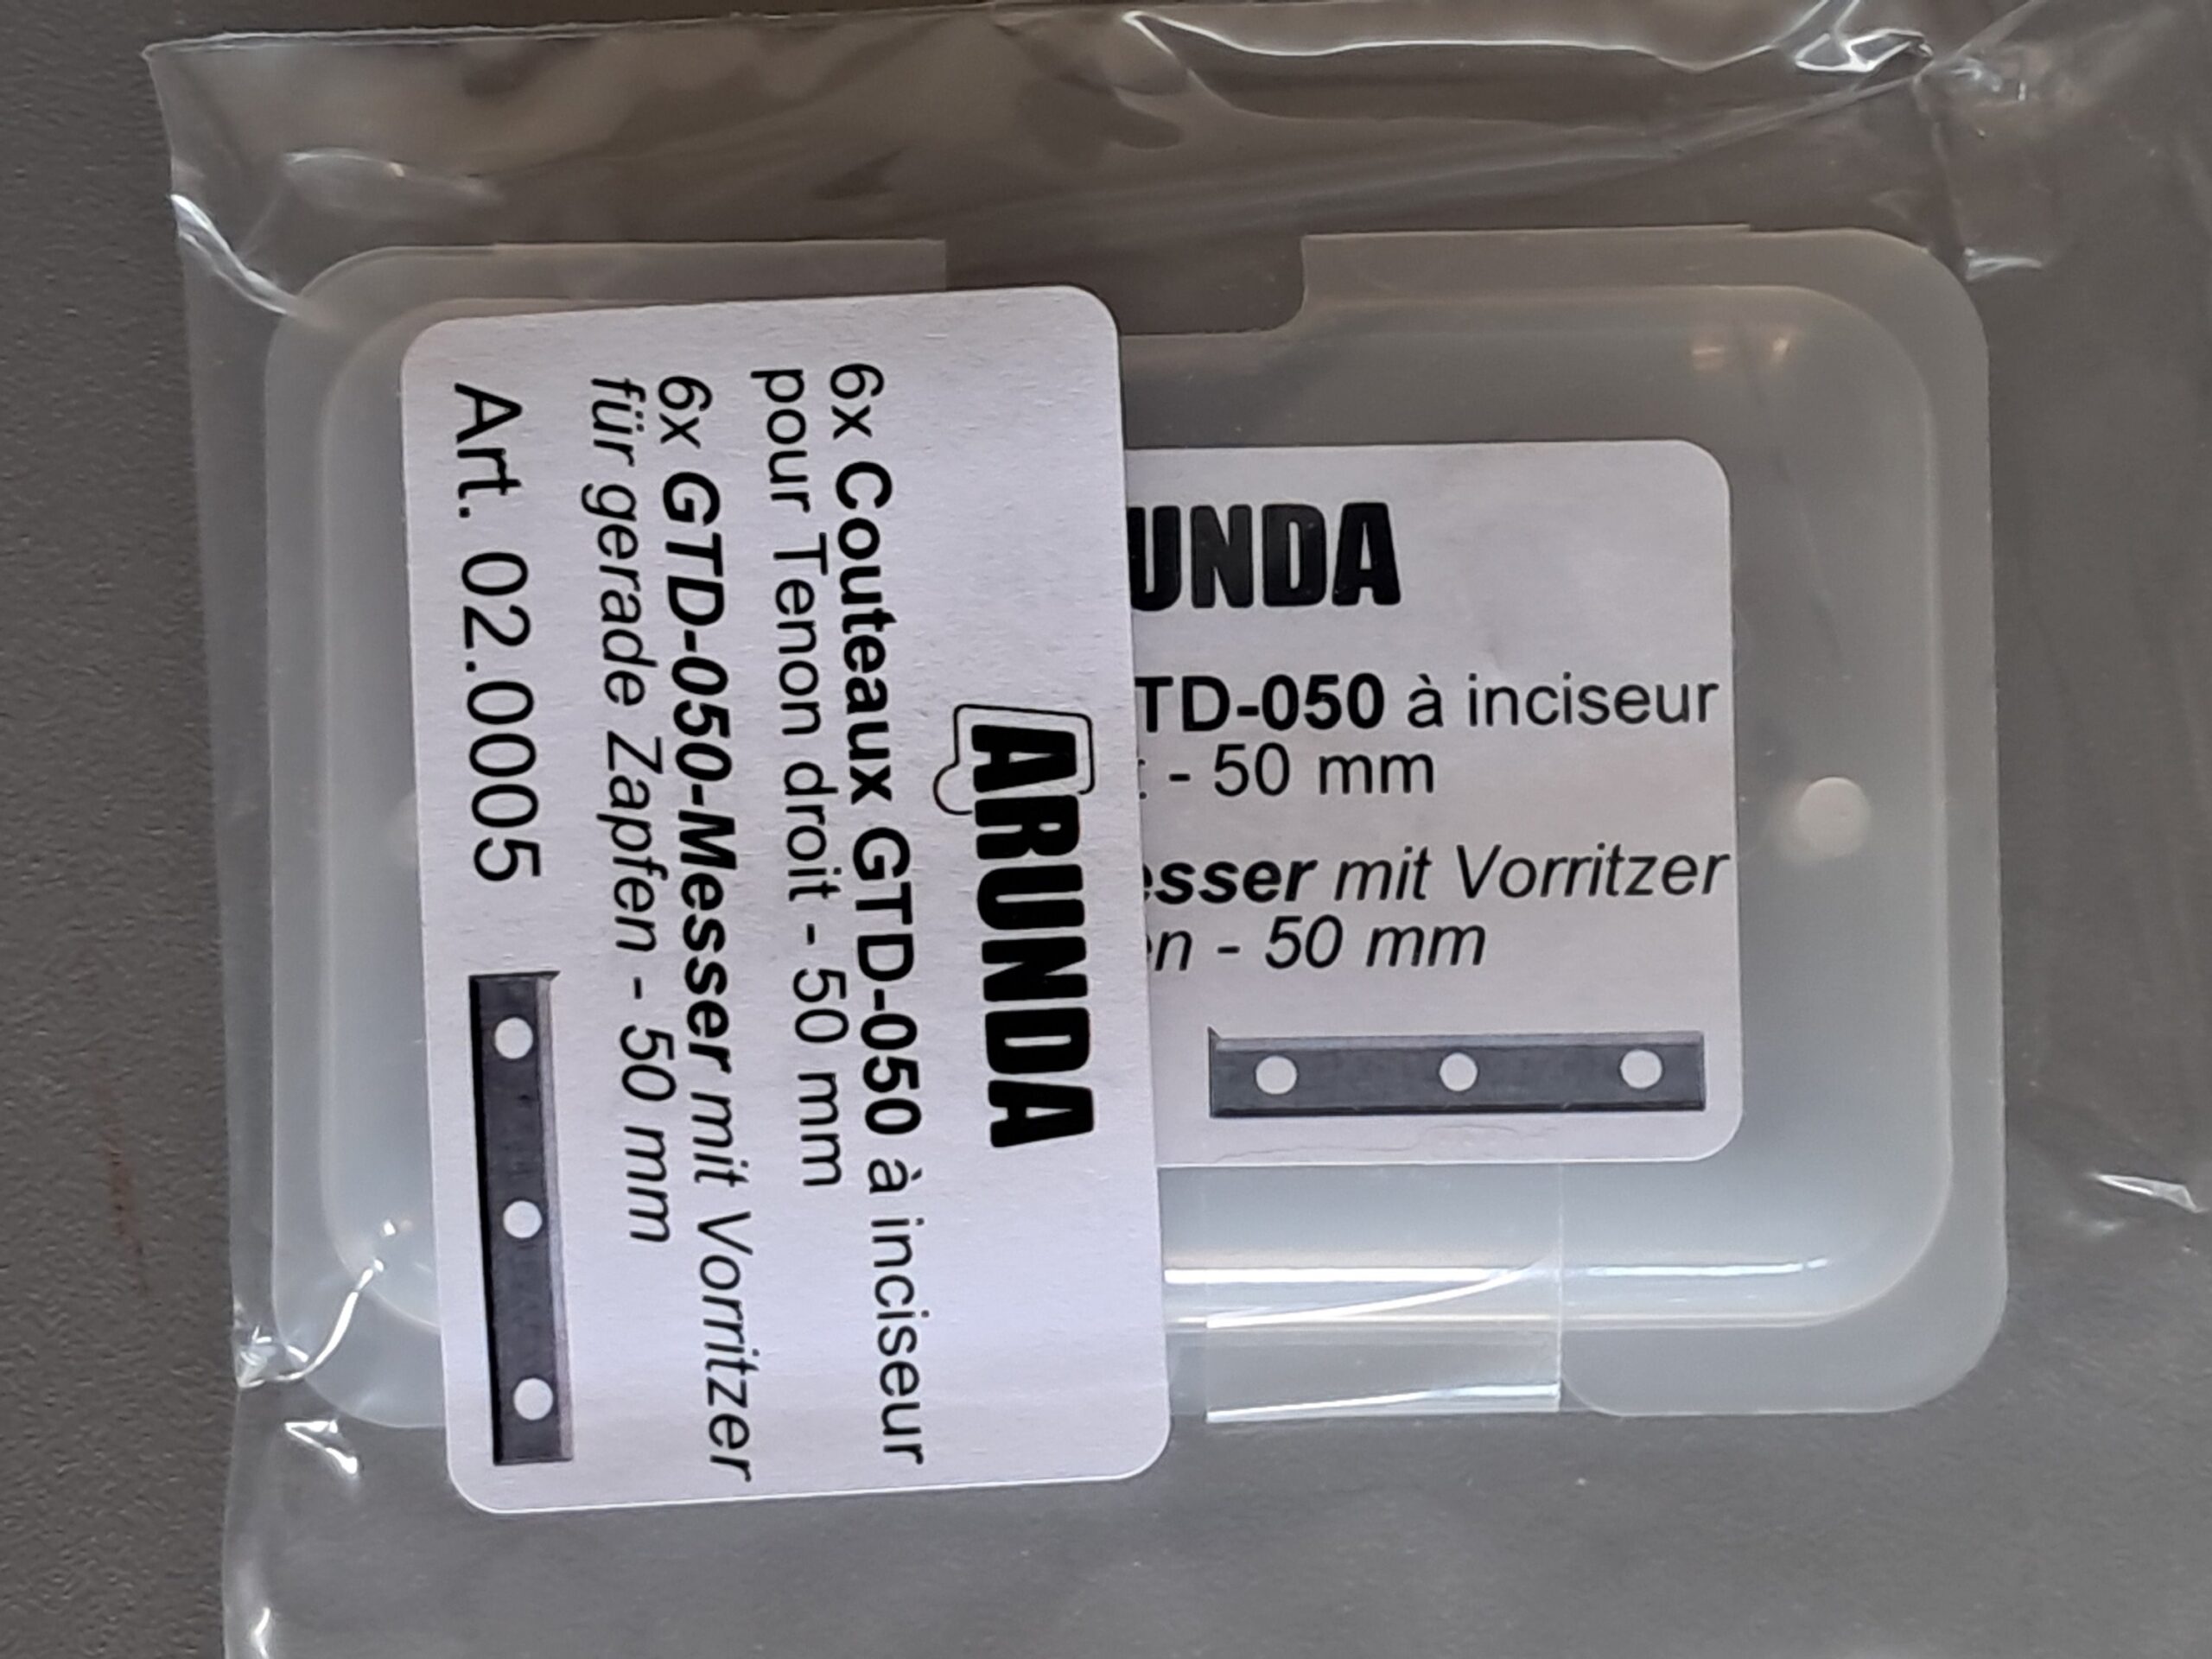 ARUNDA
6x Couteaux GTD-050 à inciseur
pour Tenon droit - 50 mm
6x GTD-050-Messer mit Vorritzer
für gerade Zapfen - 50 mm
Art. 02.0005
UNDA
TD-050 à inciseur
- 50 mm
esser mit Vorritzer
en - 50 mm